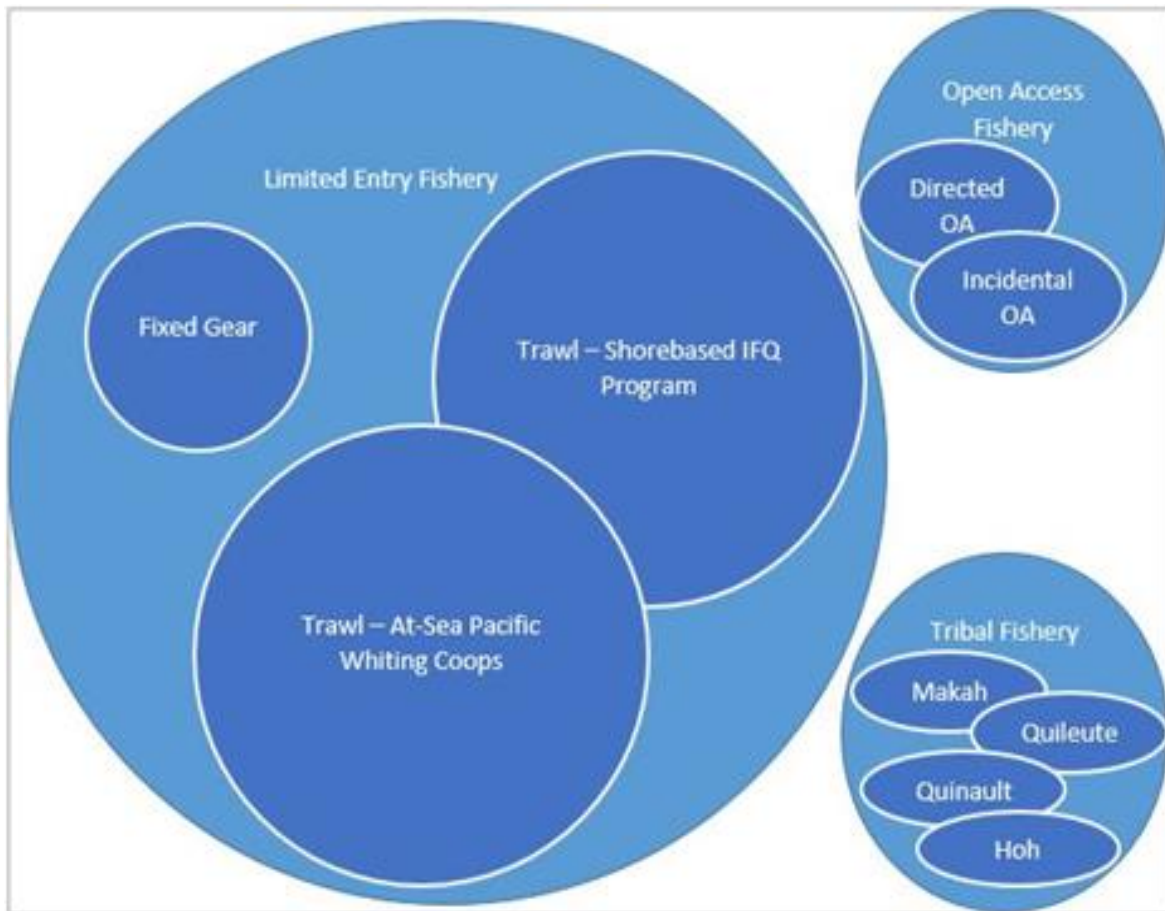 Limited Entry Fishery
Fixed Gear
Trawl – Shorebased IFQ
Program
Trawl – At-Sea Pacific
Whiting Coops
Open Access
Fishery
Directed
OA
Incidental
OA
Tribal Fishery
Makah
Quileute
Quinault
Hoh